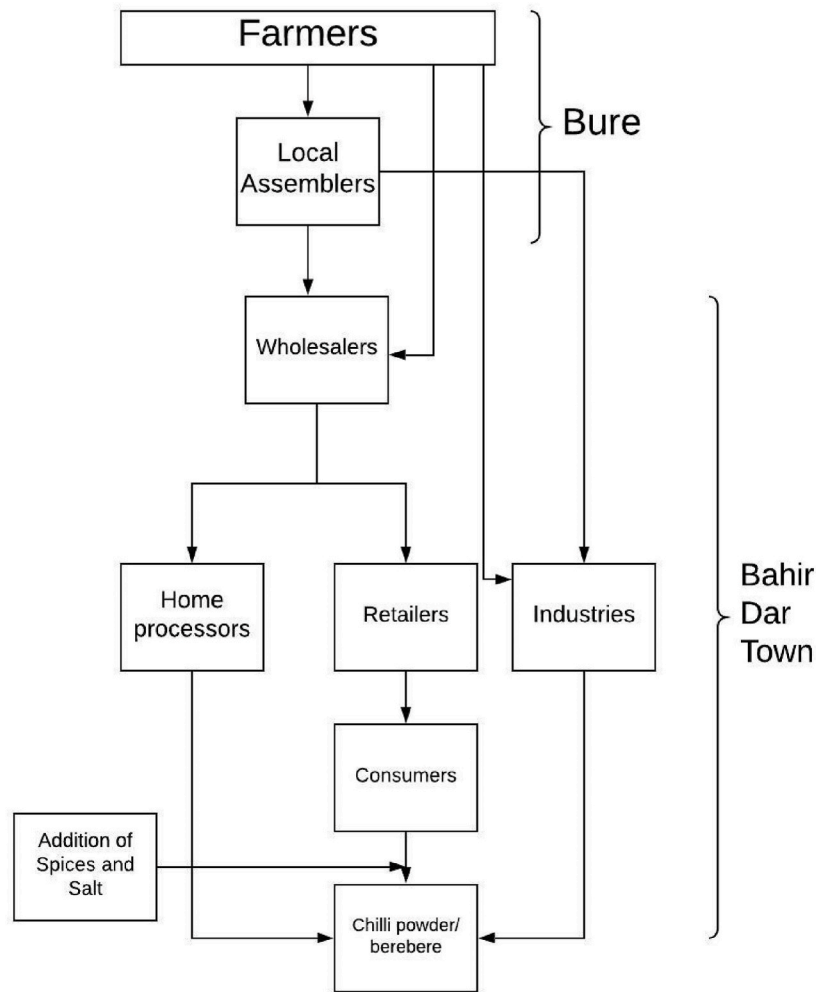 Farmers
Bure
Local
Assemblers
Wholesalers
Home
processors
Retailers
Industries
Bahir
Dar
Town
Consumers
Addition of
Spices and
Salt
Chilli powder/
berebere